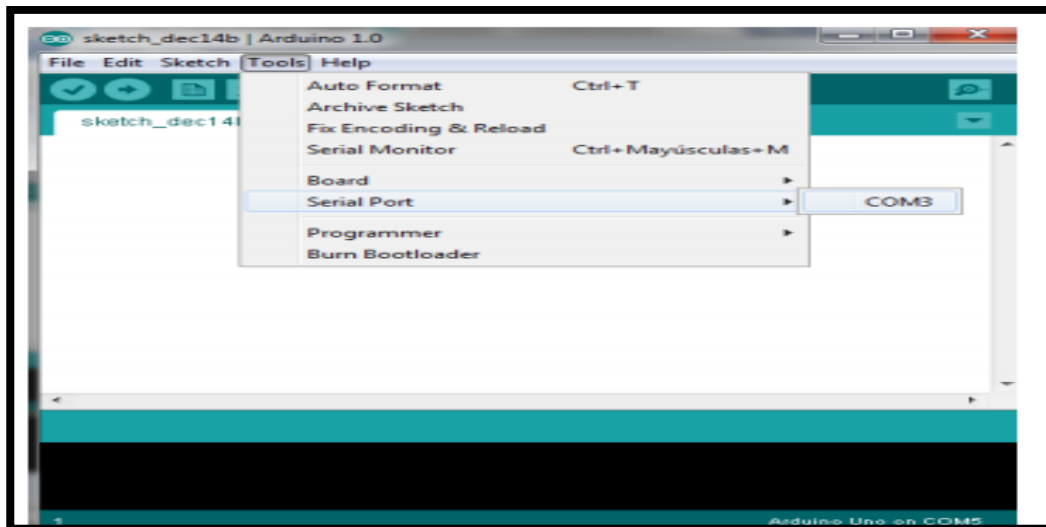 sketch_dec14b | Arduino 1.0
File Edit Sketch Tools Help
Auto Format Ctrl+T
sketch_dec14
Archive Sketch
Fix Encoding & Reload
Serial Monitor Ctrl+Mayúsculas+M
Board
Serial Port COM3
Programmer
Burn Bootloader
1 Arduino Uno on COM5